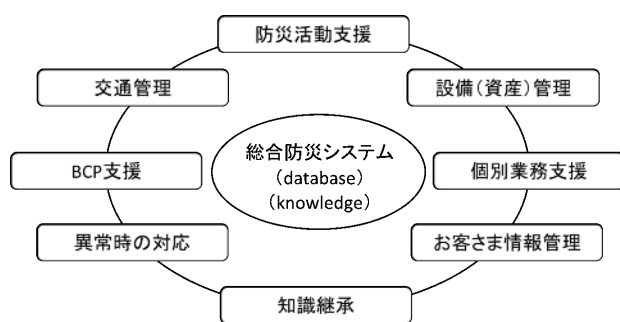 防災活動支援
交通管理
設備(資産)管理
総合防災システム
(database)
(knowledge)
BCP支援
個別業務支援
異常時の対応
お客さま情報管理
知識継承